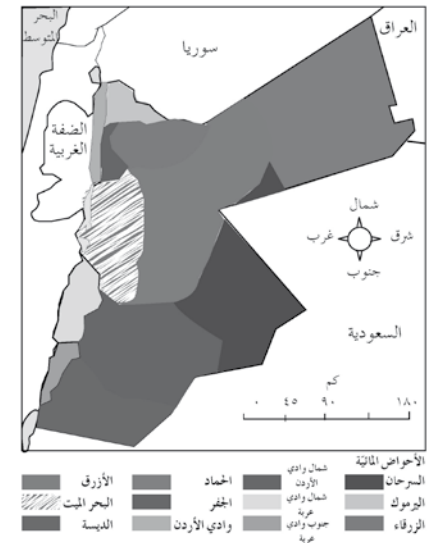 البحر
المتوسط
سوريا
العراق
الضفة
الغربية
شمال
شرق
غرب
جنوب
السعودية
كم
٠ ٤٥ ٩٠ ١٨٠
الأحواض المائيّة
السرحان
شمال وادي
الأردن
الحماد
الأزرق
اليرموك
شمال وادي
عربة
الجفر
البحر الميت
الزرقاء
جنوب وادي
عربة
وادي الأردن
الديسة